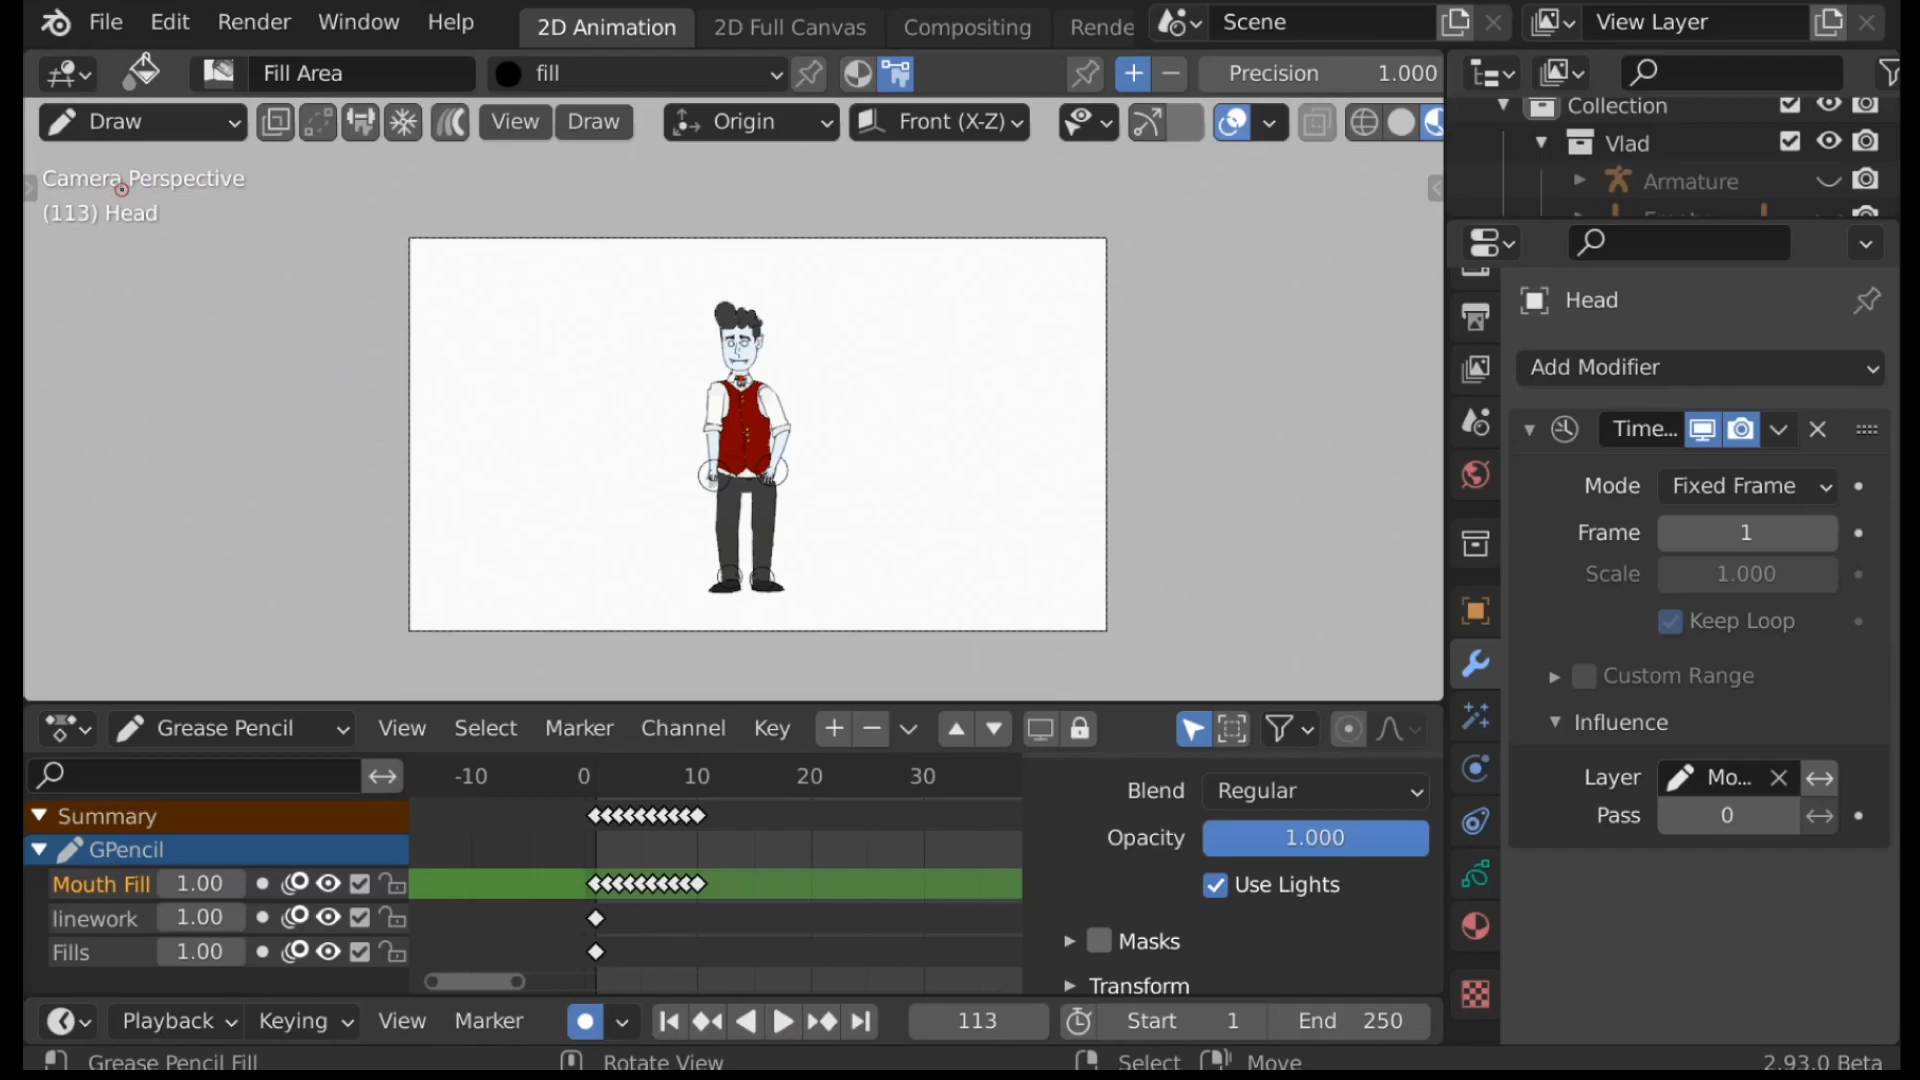 File Edit Render Window Help 2D Animation 2D Full Canvas Compositing Rende Scene View Layer
Fill Area fill Precision 1.000
Draw View Draw Origin Front (X-Z) Collection
Vlad
Camera Perspective Armature
(113) Head
Head
Add Modifier
Time...
Mode Fixed Frame
Frame 1
Scale 1.000
Keep Loop
Custom Range
Influence
Grease Pencil View Select Marker Channel Key
-10 0 10 20 30 Blend Regular Layer Mo...
Summary Opacity 1.000 Pass 0
GPencil
Mouth Fill 1.00 Use Lights
linework 1.00 Masks
Fills 1.00 Transform
Playback Keying View Marker 113 Start 1 End 250
Grease Pencil Fill Rotate View Select Move 2.93.0 Beta